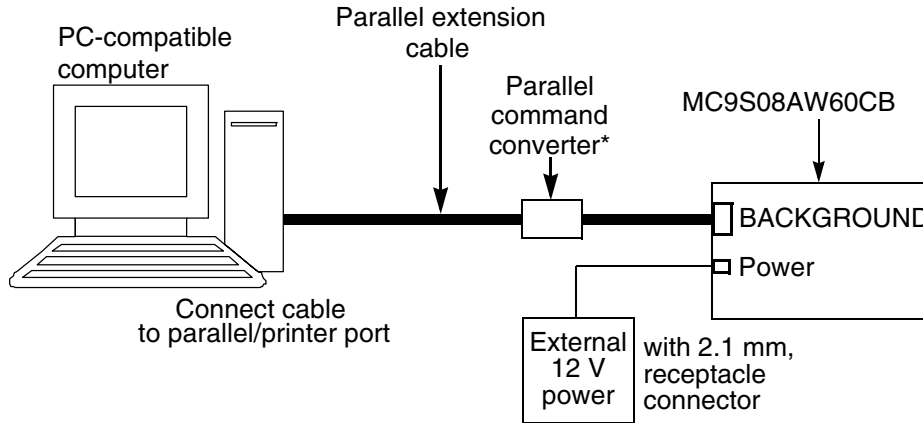 PC-compatible
computer
Parallel extension
cable
Parallel
command
converter*
MC9S08AW60CB
BACKGROUND
Power
Connect cable
to parallel/printer port
External
12 V
power
with 2.1 mm,
receptacle
connector